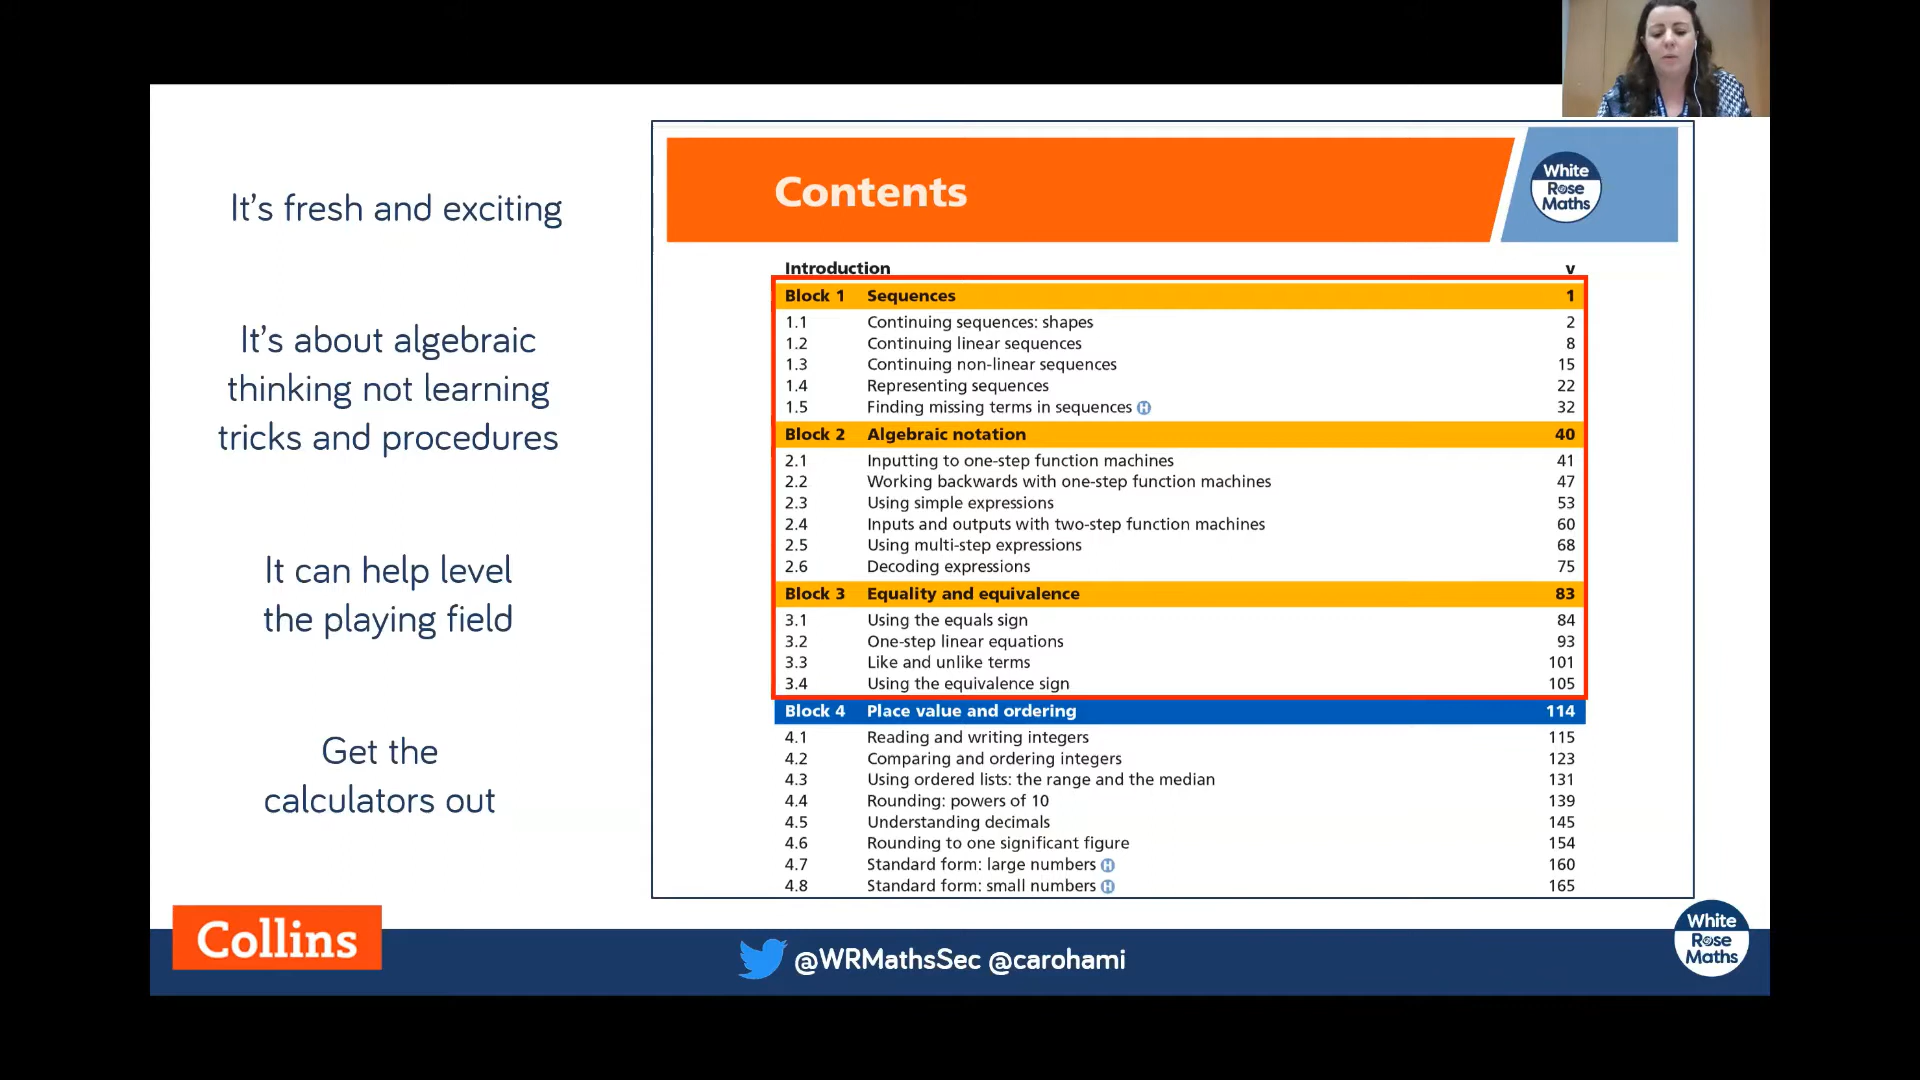 It's fresh and exciting
It's about algebraic
thinking not learning
tricks and procedures
It can help level
the playing field
Get the
calculators out
Contents
White
Rose
Maths
Introduction v
Block 1 Sequences 1
1.1 Continuing sequences: shapes 2
1.2 Continuing linear sequences 8
1.3 Continuing non-linear sequences 15
1.4 Representing sequences 22
1.5 Finding missing terms in sequences H 32
Block 2 Algebraic notation 40
2.1 Inputting to one-step function machines 41
2.2 Working backwards with one-step function machines 47
2.3 Using simple expressions 53
2.4 Inputs and outputs with two-step function machines 60
2.5 Using multi-step expressions 68
2.6 Decoding expressions 75
Block 3 Equality and equivalence 83
3.1 Using the equals sign 84
3.2 One-step linear equations 93
3.3 Like and unlike terms 101
3.4 Using the equivalence sign 105
Block 4 Place value and ordering 114
4.1 Reading and writing integers 115
4.2 Comparing and ordering integers 123
4.3 Using ordered lists: the range and the median 131
4.4 Rounding: powers of 10 139
4.5 Understanding decimals 145
4.6 Rounding to one significant figure 154
4.7 Standard form: large numbers H 160
4.8 Standard form: small numbers H 165
Collins
@WRMathsSec @carohami
White
Rose
Maths